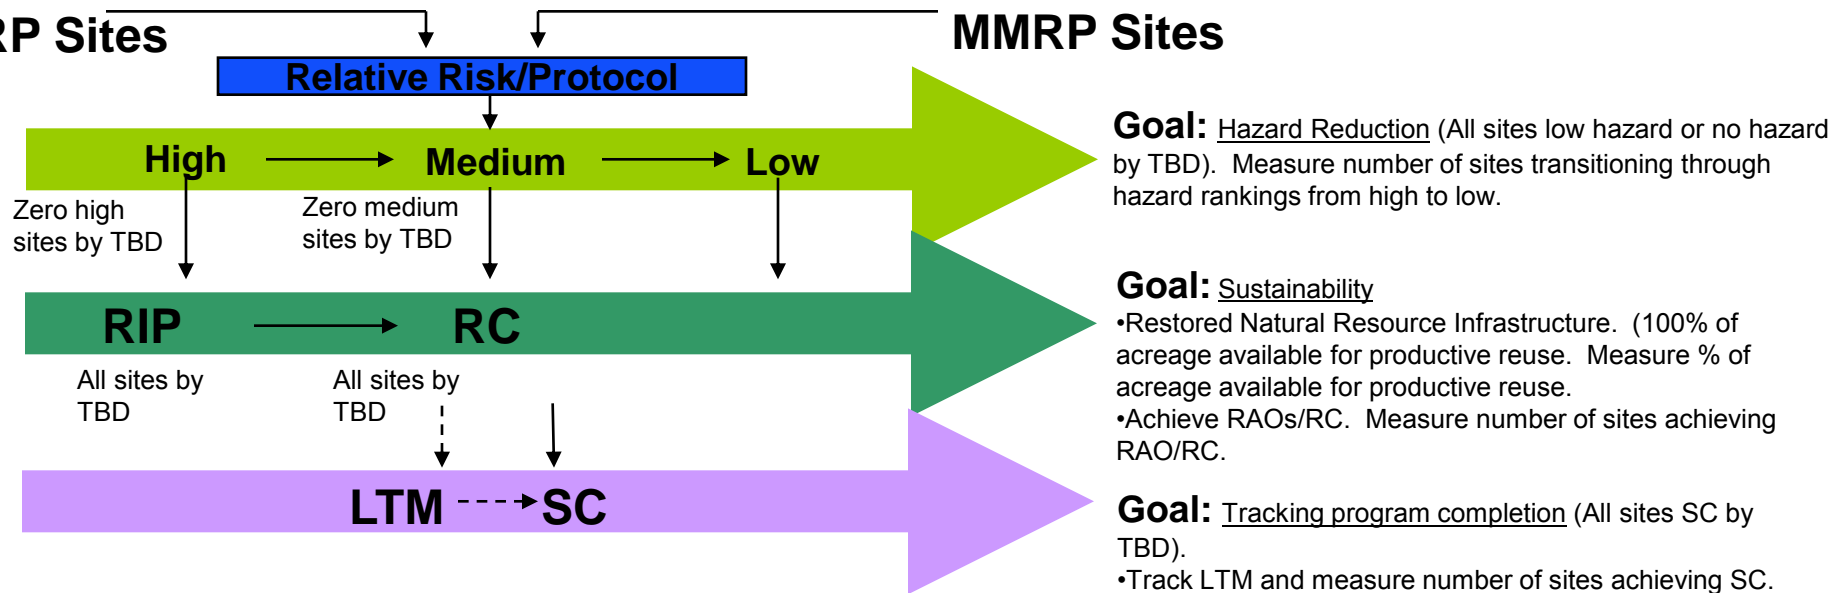 RP Sites
MMRP Sites
Relative Risk/Protocol
High
Medium
Low
Zero high
sites by TBD
Zero medium
sites by TBD
Goal: Hazard Reduction (All sites low hazard or no hazard
by TBD).  Measure number of sites transitioning through
hazard rankings from high to low.
RIP
RC
All sites by
TBD
All sites by
TBD
Goal: Sustainability
•Restored Natural Resource Infrastructure.  (100% of
acreage available for productive reuse.  Measure % of
acreage available for productive reuse.
•Achieve RAOs/RC.  Measure number of sites achieving
RAO/RC.
LTM
SC
Goal: Tracking program completion (All sites SC by
TBD).
•Track LTM and measure number of sites achieving SC.